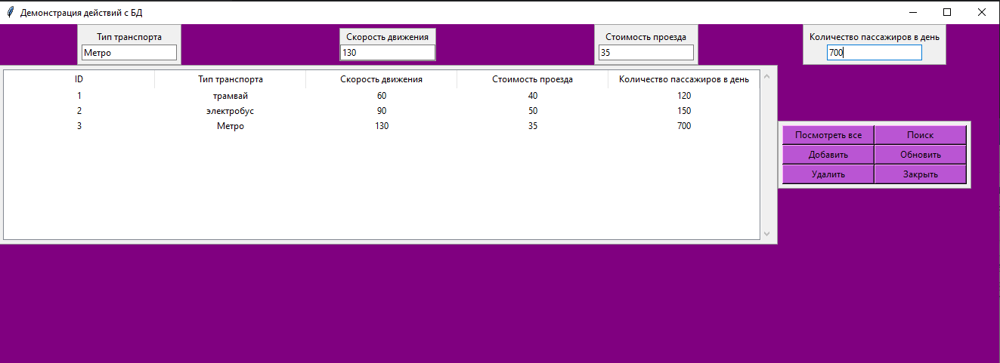 Демонстрация действий с БД
Тип транспорта Скорость движения Стоимость проезда Количество пассажиров в день
Метро 130 35 700
ID Тип транспорта Скорость движения Стоимость проезда Количество пассажиров в день
1 трамвай 60 40 120
2 электробус 90 50 150
3 Метро 130 35 700
Посмотреть все Поиск
Добавить Обновить
Удалить Закрыть